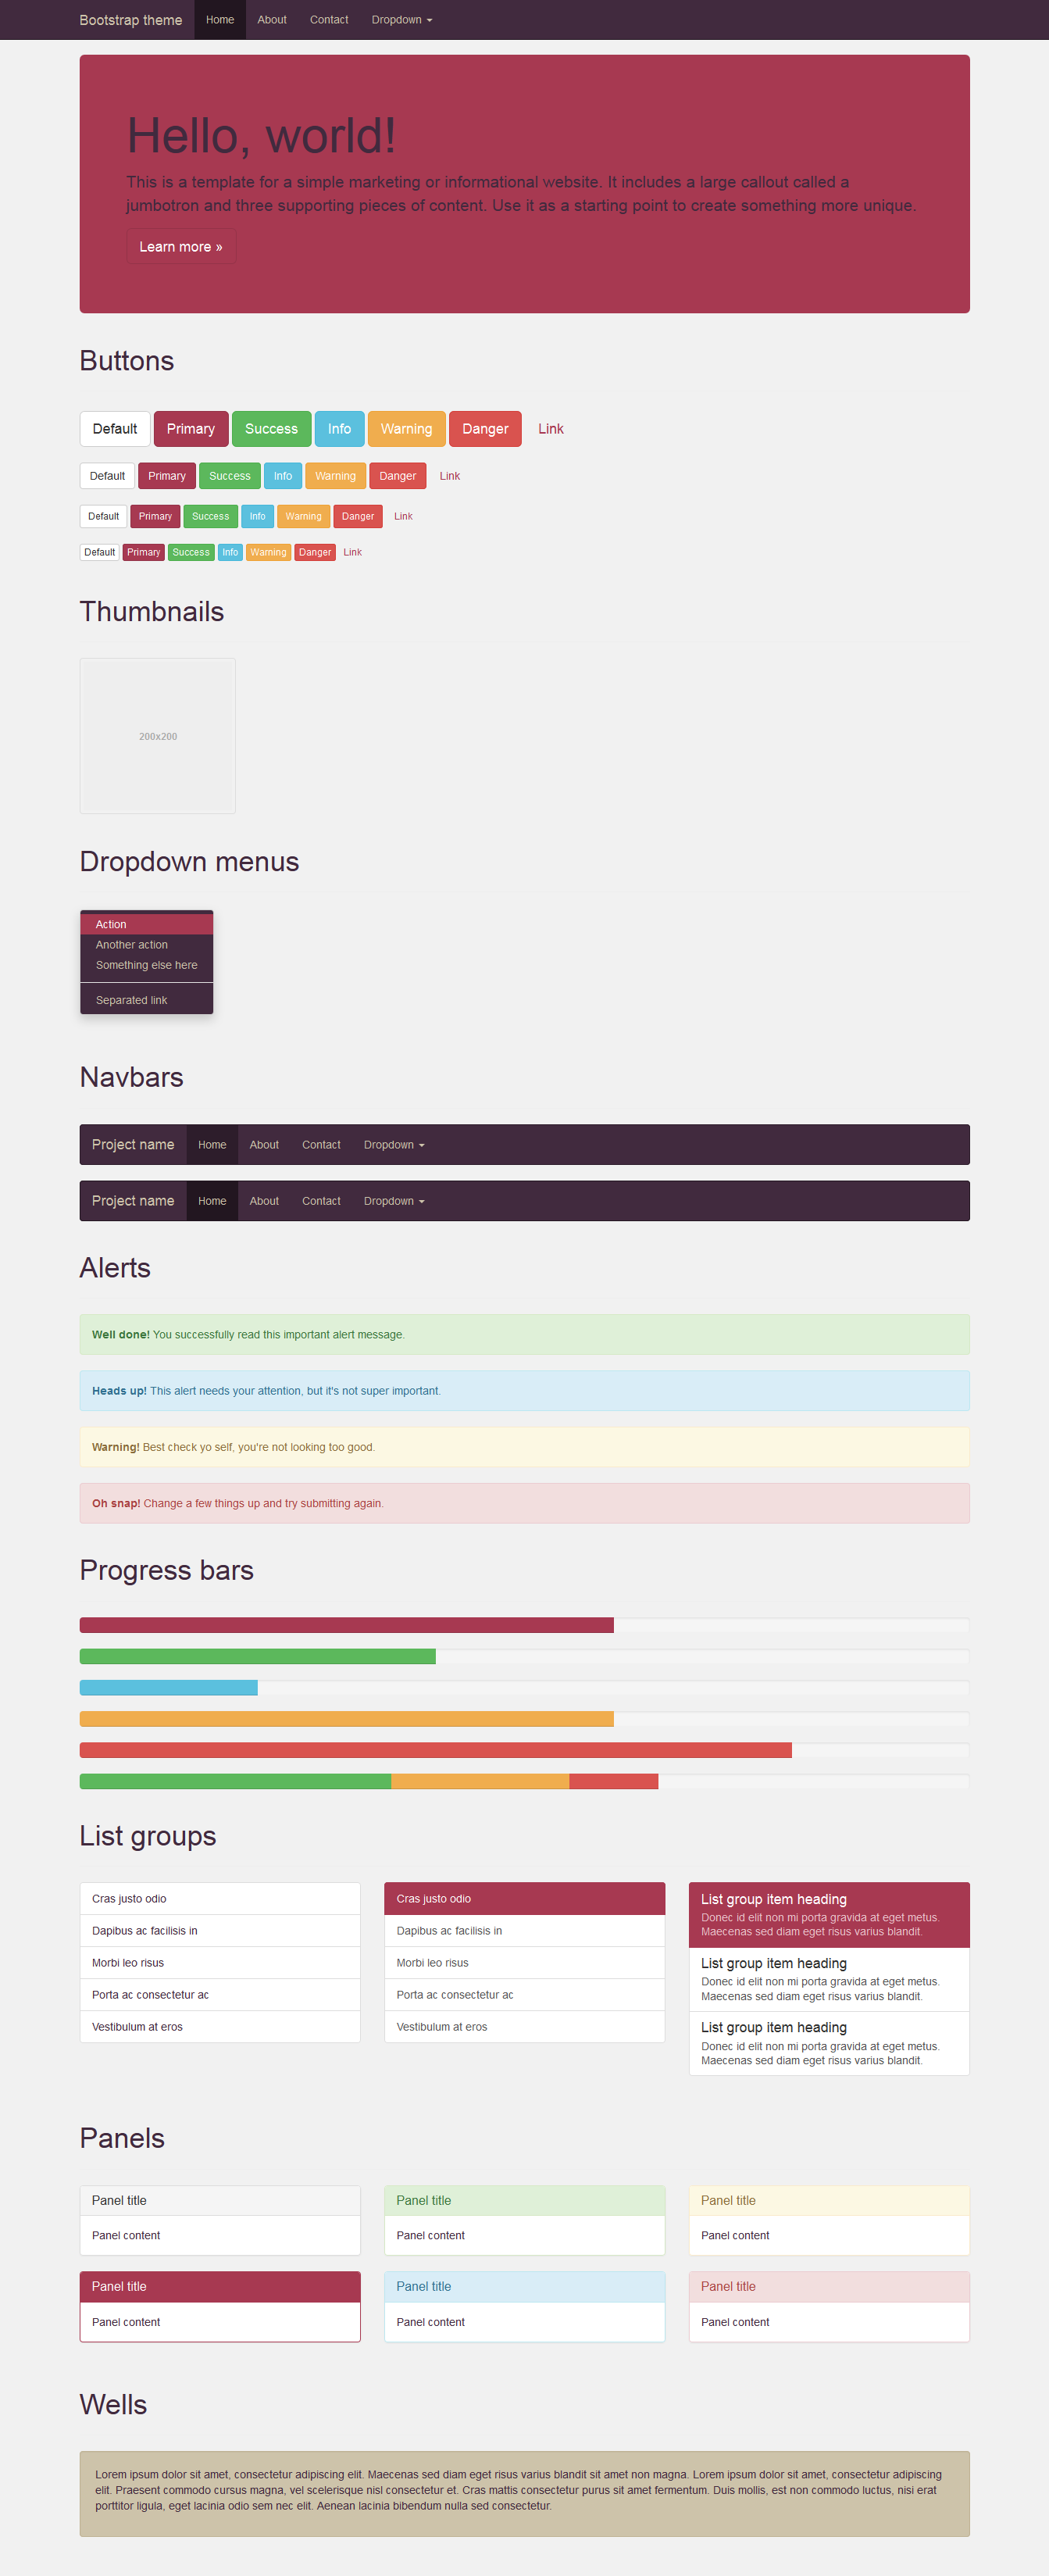 Bootstrap theme Home About Contact Dropdown
Hello, world!
This is a template for a simple marketing or informational website. It includes a large callout called a
jumbotron and three supporting pieces of content. Use it as a starting point to create something more unique.
Learn more »
Buttons
Default Primary Success Info Warning Danger Link
Default Primary Success Info Warning Danger Link
Default Primary Success Info Warning Danger Link
Default Primary Success Info Warning Danger Link
Thumbnails
200x200
Dropdown menus
Action
Another action
Something else here
Separated link
Navbars
Project name Home About Contact Dropdown
Project name Home About Contact Dropdown
Alerts
Well done! You successfully read this important alert message.
Heads up! This alert needs your attention, but it's not super important.
Warning! Best check yo self, you're not looking too good.
Oh snap! Change a few things up and try submitting again.
Progress bars
List groups
Cras justo odio
Dapibus ac facilisis in
Morbi leo risus
Porta ac consectetur ac
Vestibulum at eros
Cras justo odio
Dapibus ac facilisis in
Morbi leo risus
Porta ac consectetur ac
Vestibulum at eros
List group item heading
Donec id elit non mi porta gravida at eget metus.
Maecenas sed diam eget risus varius blandit.
List group item heading
Donec id elit non mi porta gravida at eget metus.
Maecenas sed diam eget risus varius blandit.
List group item heading
Donec id elit non mi porta gravida at eget metus.
Maecenas sed diam eget risus varius blandit.
Panels
Panel title
Panel content
Panel title
Panel content
Panel title
Panel content
Panel title
Panel content
Panel title
Panel content
Panel title
Panel content
Wells
Lorem ipsum dolor sit amet, consectetur adipiscing elit. Maecenas sed diam eget risus varius blandit sit amet non magna. Lorem ipsum dolor sit amet, consectetur adipiscing
elit. Praesent commodo cursus magna, vel scelerisque nisl consectetur et. Cras mattis consectetur purus sit amet fermentum. Duis mollis, est non commodo luctus, nisi erat
porttitor ligula, eget lacinia odio sem nec elit. Aenean lacinia bibendum nulla sed consectetur.